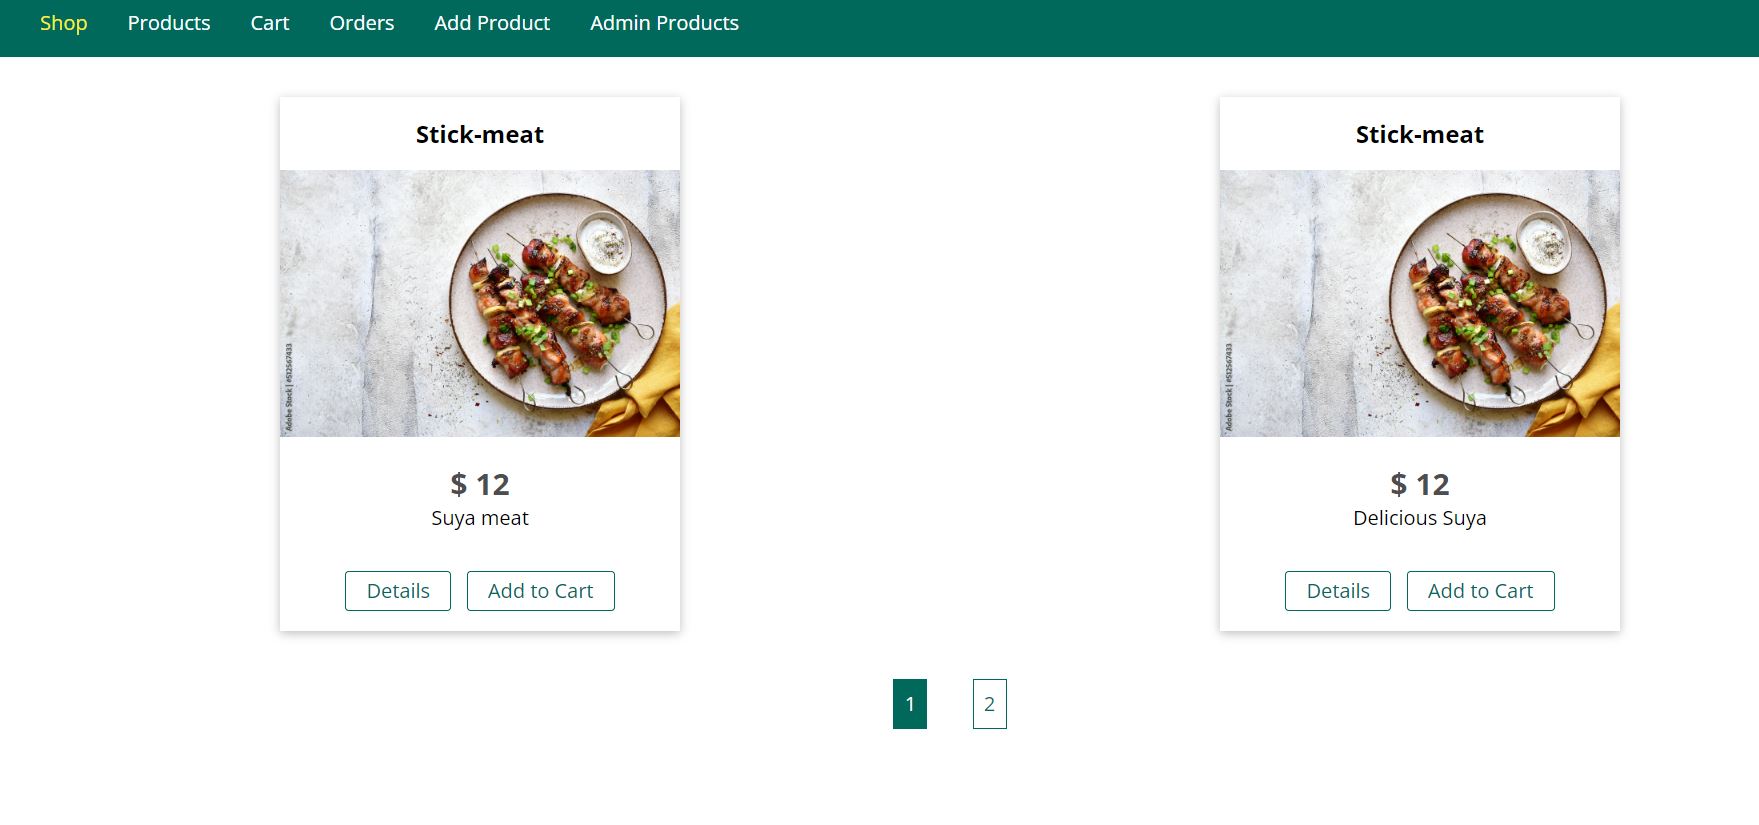 Shop Products Cart Orders Add Product Admin Products
Stick-meat
Adobe Stock | #512567433
$ 12
Suya meat
Details Add to Cart
Stick-meat
Adobe Stock | #512567433
$ 12
Delicious Suya
Details Add to Cart
1 2